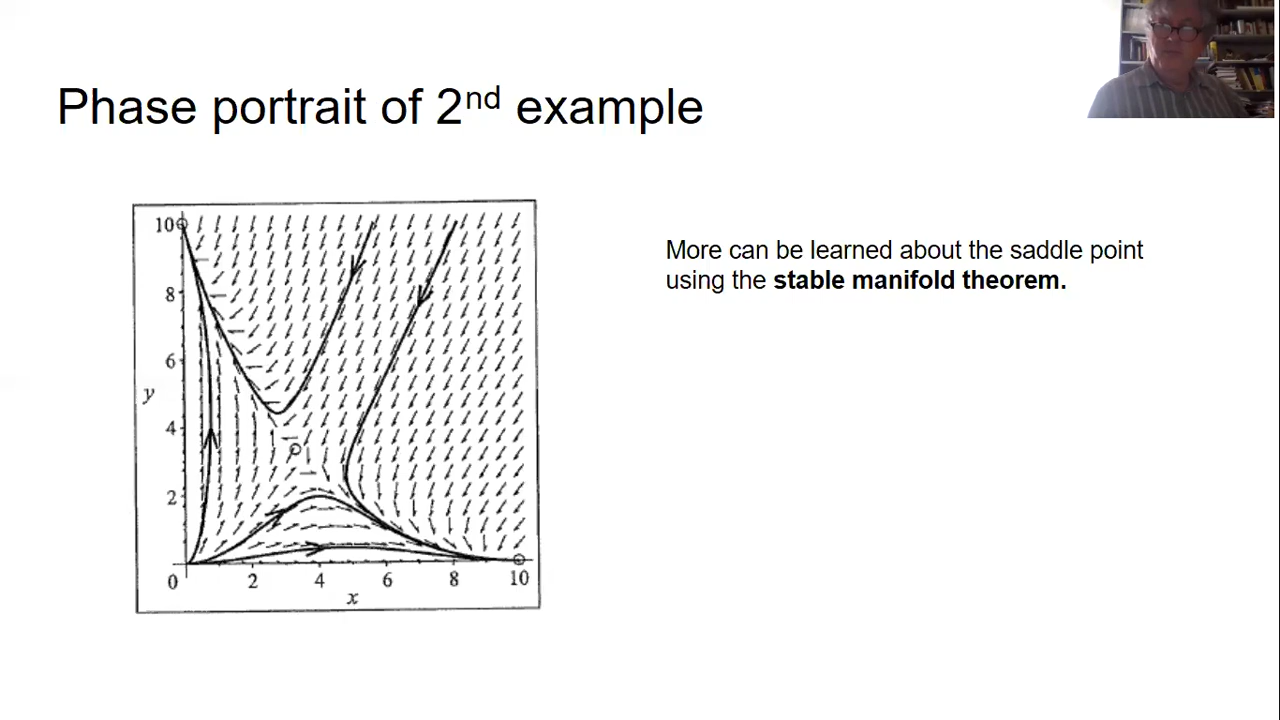 Phase portrait of 2nd example
More can be learned about the saddle point
using the stable manifold theorem.
10
8
6
y
4
2
0 2 4 6 8 10
x